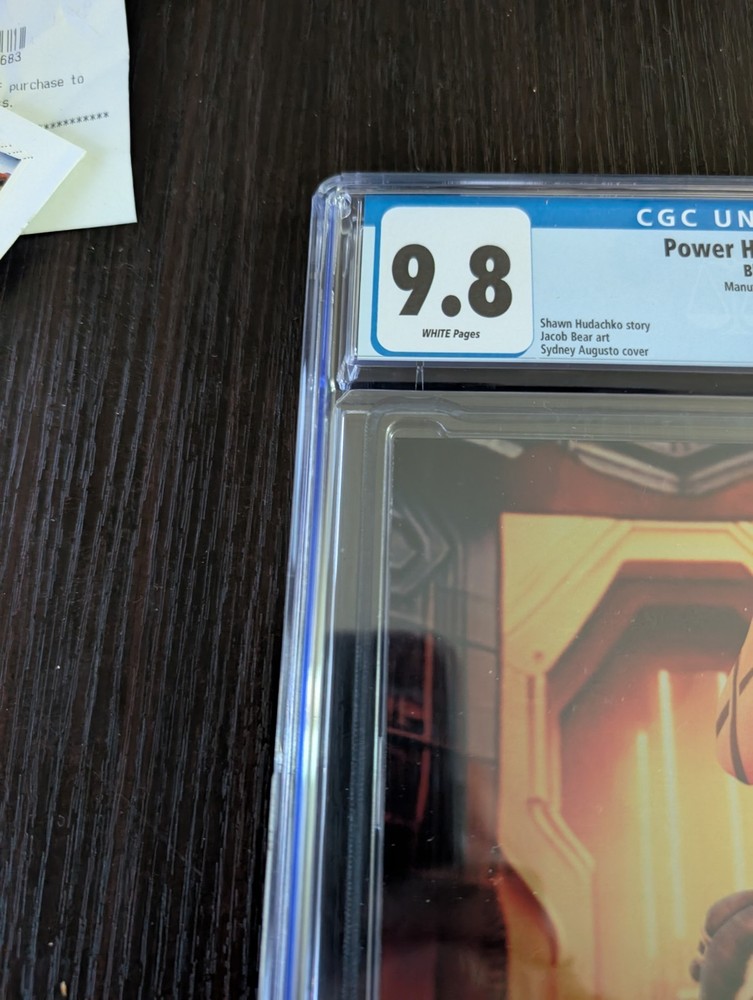 683
purchase to
s.
**********
CGC UN
9.8
WHITE Pages
Power H
B
Manu
Shawn Hudachko story
Jacob Bear art
Sydney Augusto cover